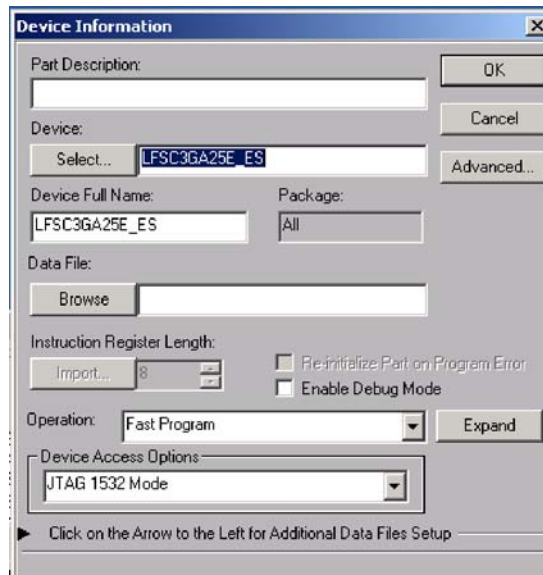 Device Information
Part Description:
OK
Device:
Cancel
Select... LFSC3GA25E_ES
Advanced...
Device Full Name: Package:
LFSC3GA25E_ES All
Data File:
Browse
Instruction Register Length:
Import... 8
Re-initialize Part on Program Error
Enable Debug Mode
Operation: Fast Program Expand
Device Access Options
JTAG 1532 Mode
Click on the Arrow to the Left for Additional Data Files Setup